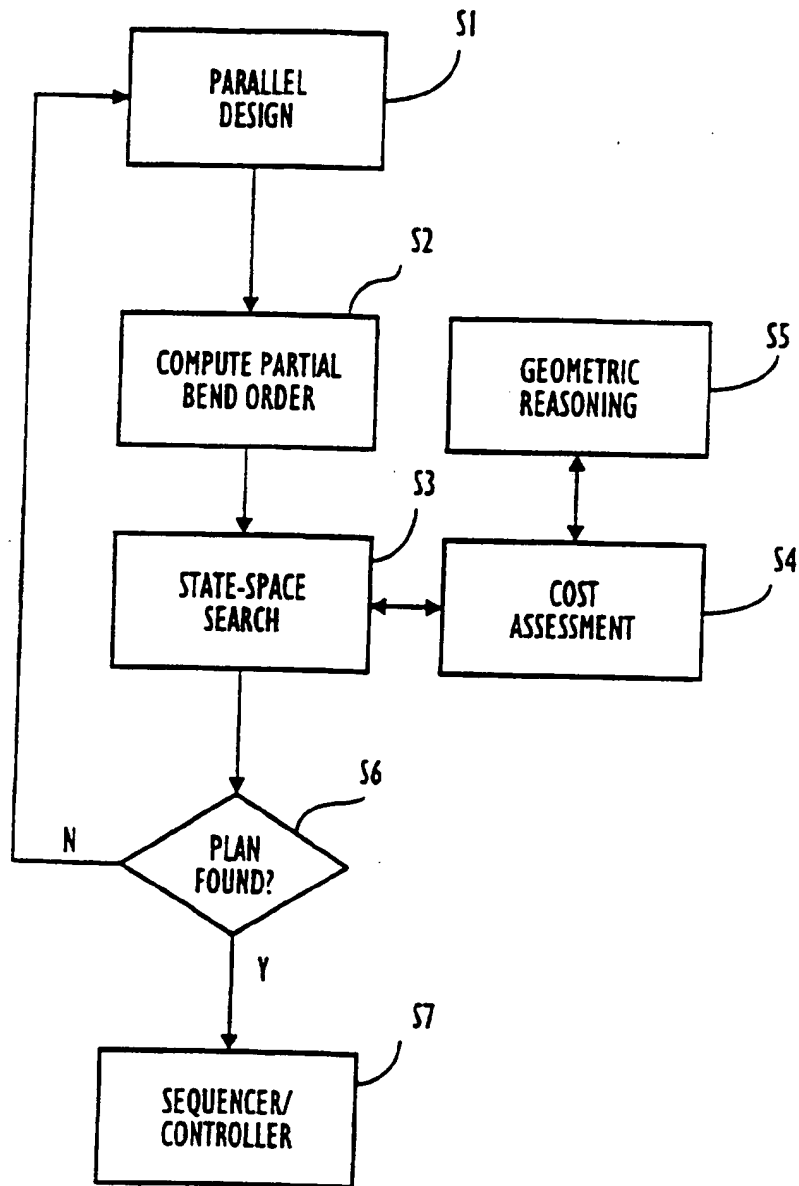 S1
PARALLEL
DESIGN
S2
COMPUTE PARTIAL
BEND ORDER
S5
GEOMETRIC
REASONING
S3
STATE-SPACE
SEARCH
S4
COST
ASSESSMENT
S6
N
PLAN
FOUND?
Y
S7
SEQUENCER/
CONTROLLER